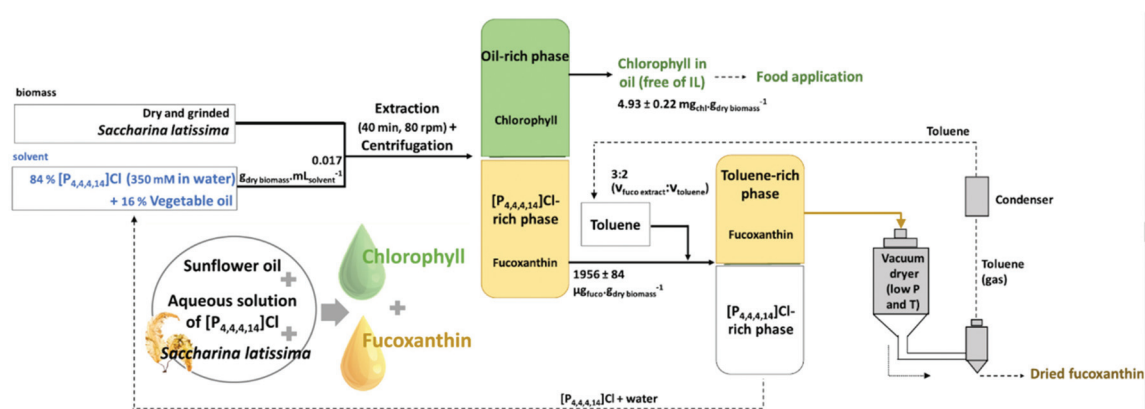 biomass
Dry and grinded
Saccharina latissima
solvent
84 % [P4,4,4,14]Cl (350 mM in water)
+ 16 % Vegetable oil
0.017
gdry biomass.mLsolvent-1
Extraction
(40 min, 80 rpm) +
Centrifugation
Oil-rich phase
Chlorophyll
[P4,4,4,14]Cl-
rich phase
Fucoxanthin
Chlorophyll in
oil (free of IL)
4.93 ± 0.22 mgchl.gdry biomass-1
Food application
1956 ± 84
µgfuco.gdry biomass-1
3:2
(Vfuco extract:Vtoluene)
Toluene
Toluene-rich
phase
Fucoxanthin
[P4,4,4,14]Cl-
rich phase
Toluene
Condenser
Toluene
(gas)
Vacuum
dryer
(low P
and T)
Dried fucoxanthin
[P4,4,4,14]Cl + water
Sunflower oil
+
Aqueous solution
of [P4,4,4,14]Cl
+
Saccharina latissima
Chlorophyll
+
Fucoxanthin